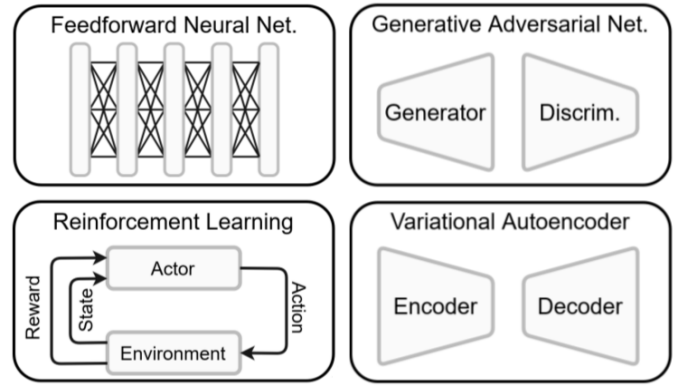 Feedforward Neural Net.
Generative Adversarial Net.
Generator
Discrim.
Reinforcement Learning
Actor
Reward
State
Action
Environment
Variational Autoencoder
Encoder
Decoder